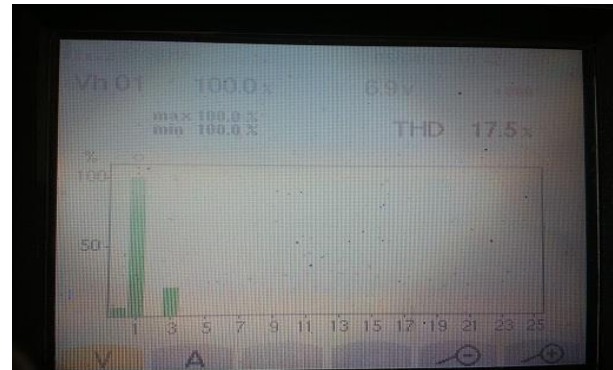 Vh 01 100.0 % 6.9 V
max 100.0 %
min 100.0 %
THD 17.5 %
%
100
50
1 3 5 7 9 11 13 15 17 19 21 23 25
V A